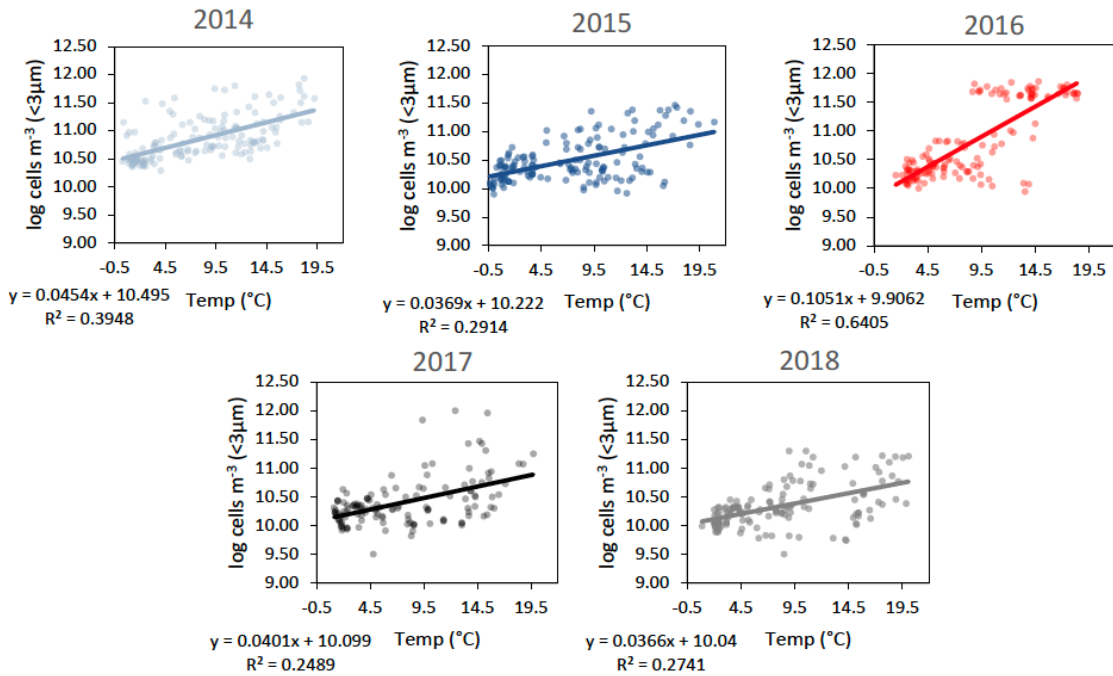 2014
12.50
12.00
11.50
11.00
10.50
10.00
9.50
9.00
log cells m⁻³ (<3µm)
-0.5 4.5 9.5 14.5 19.5
Temp (°C)
y = 0.0454x + 10.495
R² = 0.3948
2015
12.50
12.00
11.50
11.00
10.50
10.00
9.50
9.00
log cells m⁻³ (<3µm)
-0.5 4.5 9.5 14.5 19.5
Temp (°C)
y = 0.0369x + 10.222
R² = 0.2914
2016
12.50
12.00
11.50
11.00
10.50
10.00
9.50
9.00
log cells m⁻³ (<3µm)
-0.5 4.5 9.5 14.5 19.5
Temp (°C)
y = 0.1051x + 9.9062
R² = 0.6405
2017
12.50
12.00
11.50
11.00
10.50
10.00
9.50
9.00
log cells m⁻³ (<3µm)
-0.5 4.5 9.5 14.5 19.5
Temp (°C)
y = 0.0401x + 10.099
R² = 0.2489
2018
12.50
12.00
11.50
11.00
10.50
10.00
9.50
9.00
log cells m⁻³ (<3µm)
-0.5 4.5 9.5 14.5 19.5
Temp (°C)
y = 0.0366x + 10.04
R² = 0.2741